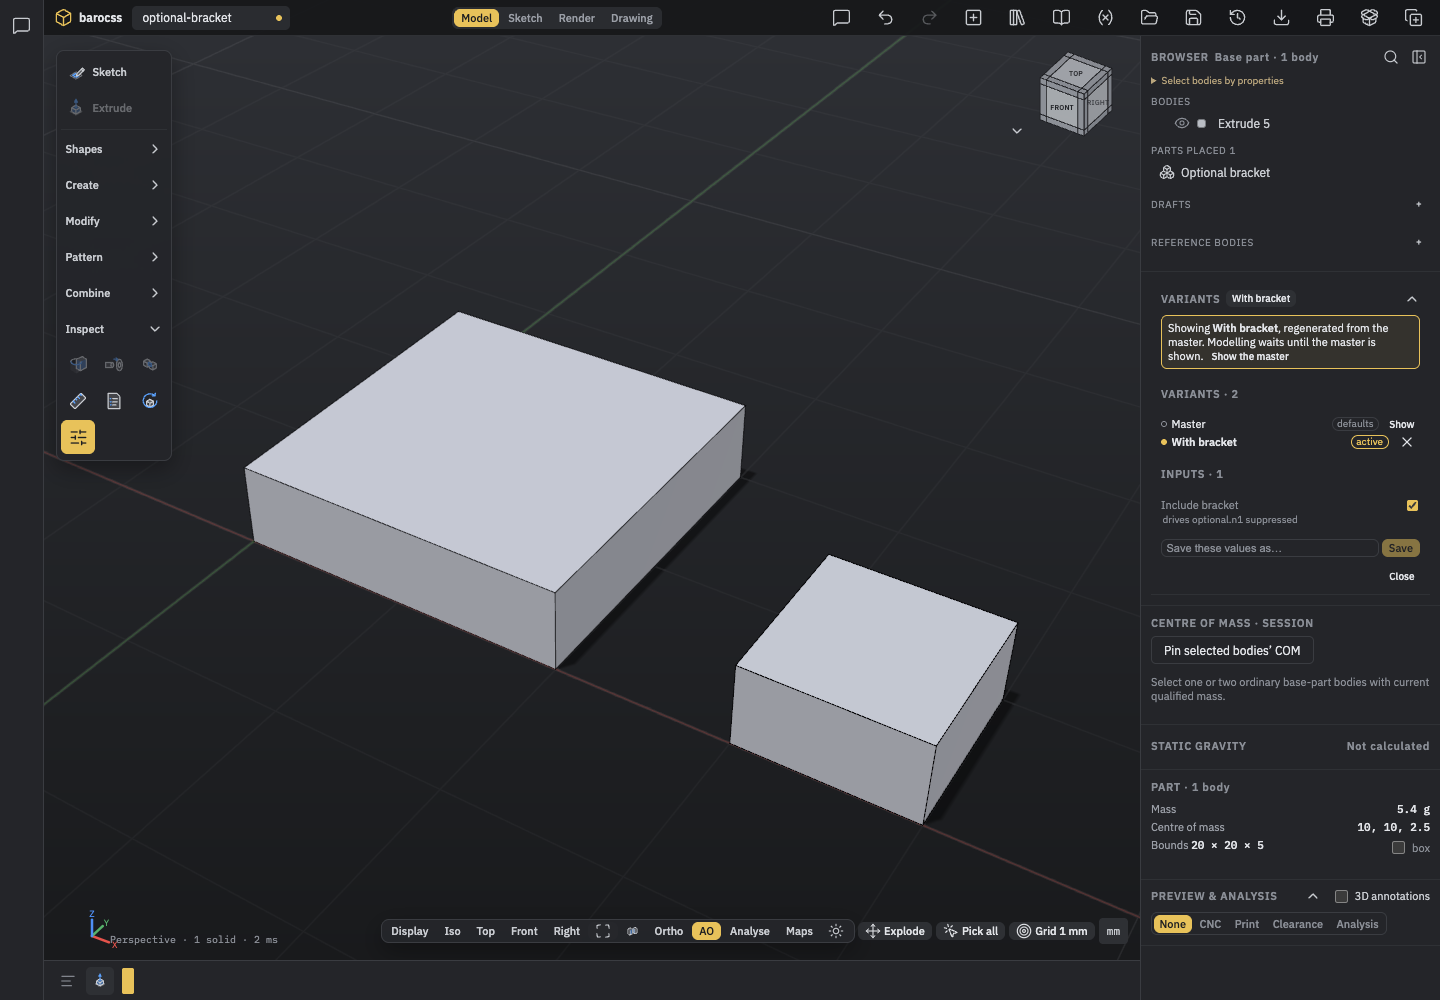 barocss
optional-bracket
Model
Sketch
Render
Drawing
Sketch
Extrude
Shapes
Create
Modify
Pattern
Combine
Inspect
TOP
FRONT
RIGHT
BROWSER Base part · 1 body
Select bodies by properties
BODIES
Extrude 5
PARTS PLACED 1
Optional bracket
DRAFTS +
REFERENCE BODIES +
VARIANTS With bracket
Showing With bracket, regenerated from the
master. Modelling waits until the master is
shown. Show the master
VARIANTS · 2
Master defaults Show
With bracket active
INPUTS · 1
Include bracket
drives optional.n1 suppressed
Save these values as... Save
Close
CENTRE OF MASS · SESSION
Pin selected bodies' COM
Select one or two ordinary base-part bodies with current
qualified mass.
STATIC GRAVITY Not calculated
PART · 1 body
Mass 5.4 g
Centre of mass 10, 10, 2.5
Bounds 20 × 20 × 5 box
PREVIEW & ANALYSIS 3D annotations
None CNC Print Clearance Analysis
Z
Y
X
Perspective · 1 solid · 2 ms
Display Iso Top Front Right Ortho AO Analyse Maps Explode Pick all Grid 1 mm mm